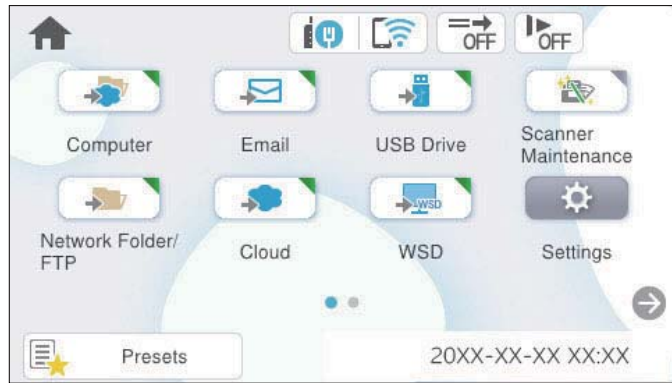 OFF OFF
Computer Email USB Drive Scanner
Maintenance
WSD
Network Folder/
FTP Cloud WSD Settings
Presets 20XX-XX-XX XX:XX